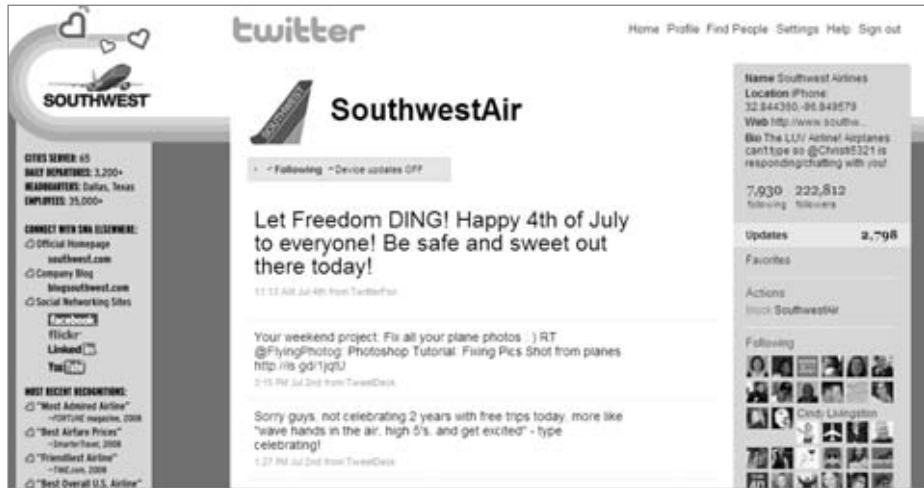 SOUTHWEST
CITIES SERVED: 65
DAILY DEPARTURES: 3,200+
HEADQUARTERS: Dallas, Texas
EMPLOYEES: 35,000+
CONNECT WITH SWA ELSEWHERE:
Official Homepage
southwest.com
Company Blog
blogsouthwest.com
Social Networking Sites
facebook
flickr
Linked in
YouTube
MOST RECENT RECOGNITIONS:
"Most Admired Airline"
~FORTUNE magazine, 2008
"Best Airfare Prices"
~SmarterTravel, 2008
"Friendliest Airline"
~TIME.com, 2008
"Best Overall U.S. Airline"
twitter
Home Profile Find People Settings Help Sign out
SouthwestAir
Following Device updates OFF
Let Freedom DING! Happy 4th of July
to everyone! Be safe and sweet out
there today!
11:13 AM Jul 4th from TwitterFon
Your weekend project: Fix all your plane photos : ) RT
@FlyingPhotog: Photoshop Tutorial: Fixing Pics Shot from planes
3:15 PM Jul 2nd from TweetDeck
Sorry guys, not celebrating 2 years with free trips today, more like
"wave hands in the air, high 5's, and get excited" - type
celebrating!
1:27 PM Jul 2nd from TweetDeck
Name Southwest Airlines
Location iPhone:
32.844360,-96.849579
Web http://www.southw...
Bio The LUV Airline! Airplanes
can't type so @Christi5321 is
responding/chatting with you!
7,930 222,812
following followers
Updates 2,798
Favorites
Actions
block SouthwestAir
Following
Cindy Livingston